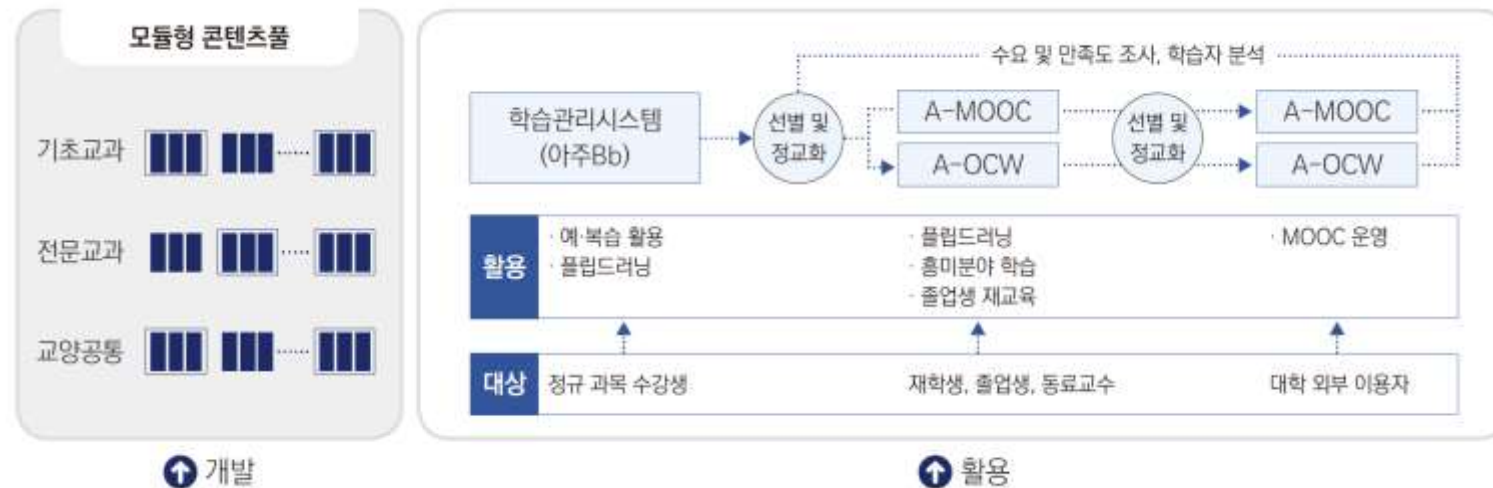 모듈형 콘텐츠풀
기초교과
전문교과
교양공통
개발
수요 및 만족도 조사, 학습자 분석
학습관리시스템
(아주Bb)
선별 및
정교화
A-MOOC
A-OCW
선별 및
정교화
A-MOOC
A-OCW
활용
· 예·복습 활용
· 플립드러닝
· 플립드러닝
· 흥미분야 학습
· 졸업생 재교육
· MOOC 운영
대상
정규 과목 수강생
재학생, 졸업생, 동료교수
대학 외부 이용자
활용